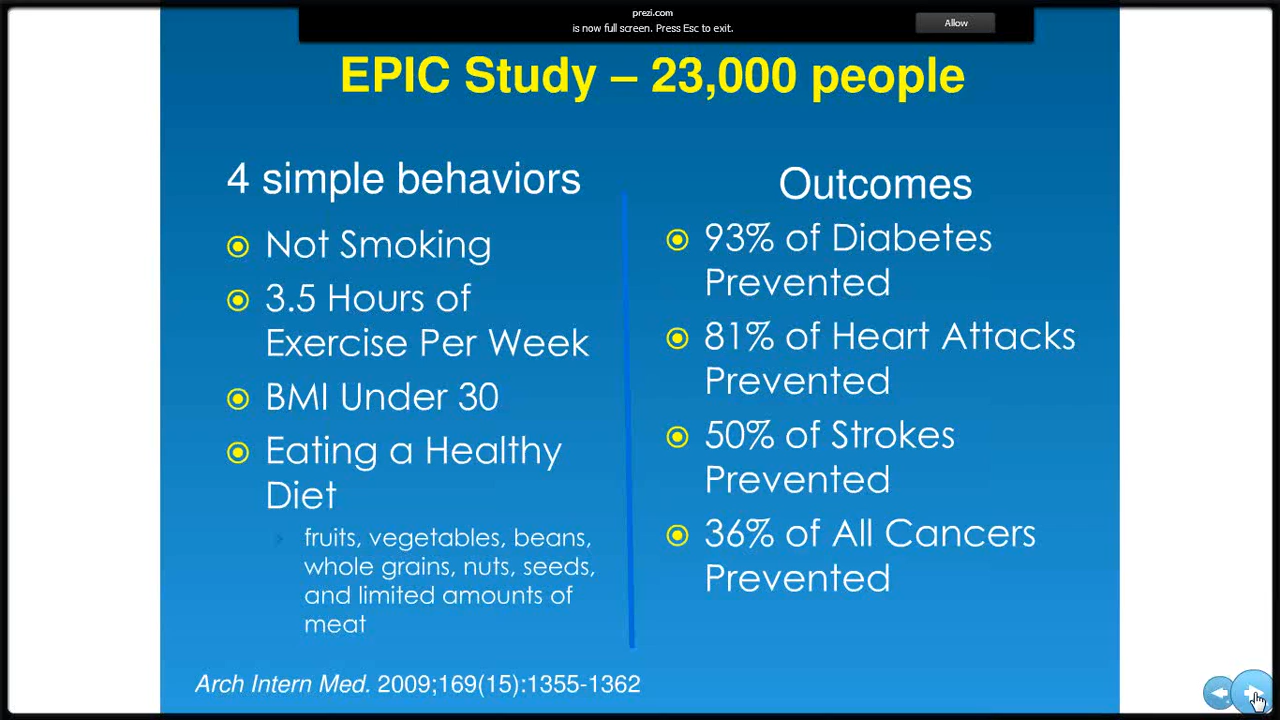 prezi.com
is now full screen. Press Esc to exit.
Allow
EPIC Study – 23,000 people
4 simple behaviors
Not Smoking
3.5 Hours of
Exercise Per Week
BMI Under 30
Eating a Healthy
Diet
fruits, vegetables, beans,
whole grains, nuts, seeds,
and limited amounts of
meat
Outcomes
93% of Diabetes
Prevented
81% of Heart Attacks
Prevented
50% of Strokes
Prevented
36% of All Cancers
Prevented
Arch Intern Med. 2009;169(15):1355-1362